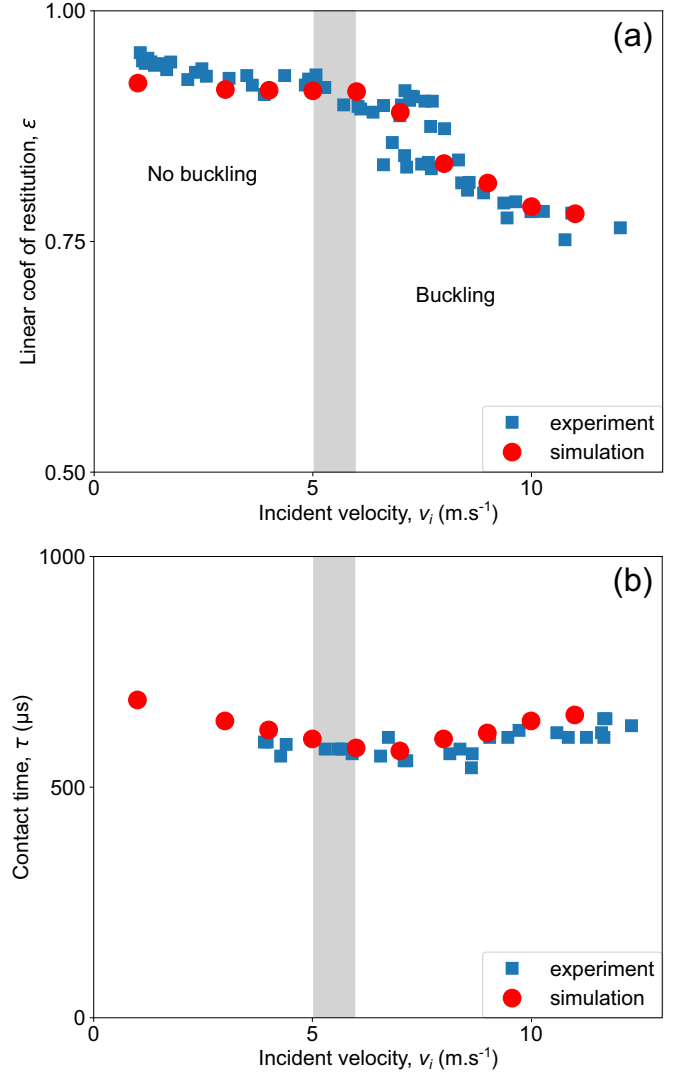 1.00
(a)
No buckling
0.75
Buckling
Linear coef of restitution, ε
experiment
simulation
0.50
0
5
10
Incident velocity, vᵢ (m.s⁻¹)
1000
(b)
Contact time, τ (μs)
500
experiment
simulation
0
0
5
10
Incident velocity, vᵢ (m.s⁻¹)